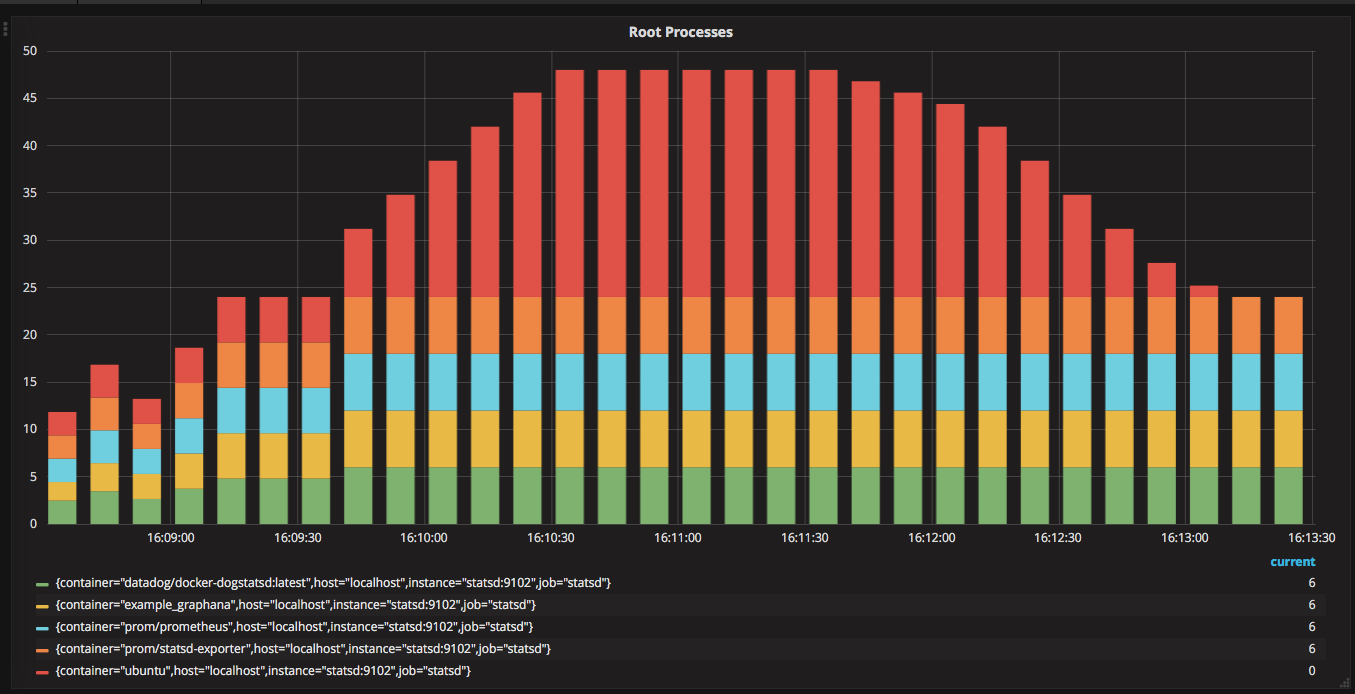 Root Processes
50
45
40
35
30
25
20
15
10
5
0
16:09:00 16:09:30 16:10:00 16:10:30 16:11:00 16:11:30 16:12:00 16:12:30 16:13:00 16:13:30
current
{container="datadog/docker-dogstatsd:latest",host="localhost",instance="statsd:9102",job="statsd"} 6
{container="example_graphana",host="localhost",instance="statsd:9102",job="statsd"} 6
{container="prom/prometheus",host="localhost",instance="statsd:9102",job="statsd"} 6
{container="prom/statsd-exporter",host="localhost",instance="statsd:9102",job="statsd"} 6
{container="ubuntu",host="localhost",instance="statsd:9102",job="statsd"} 0